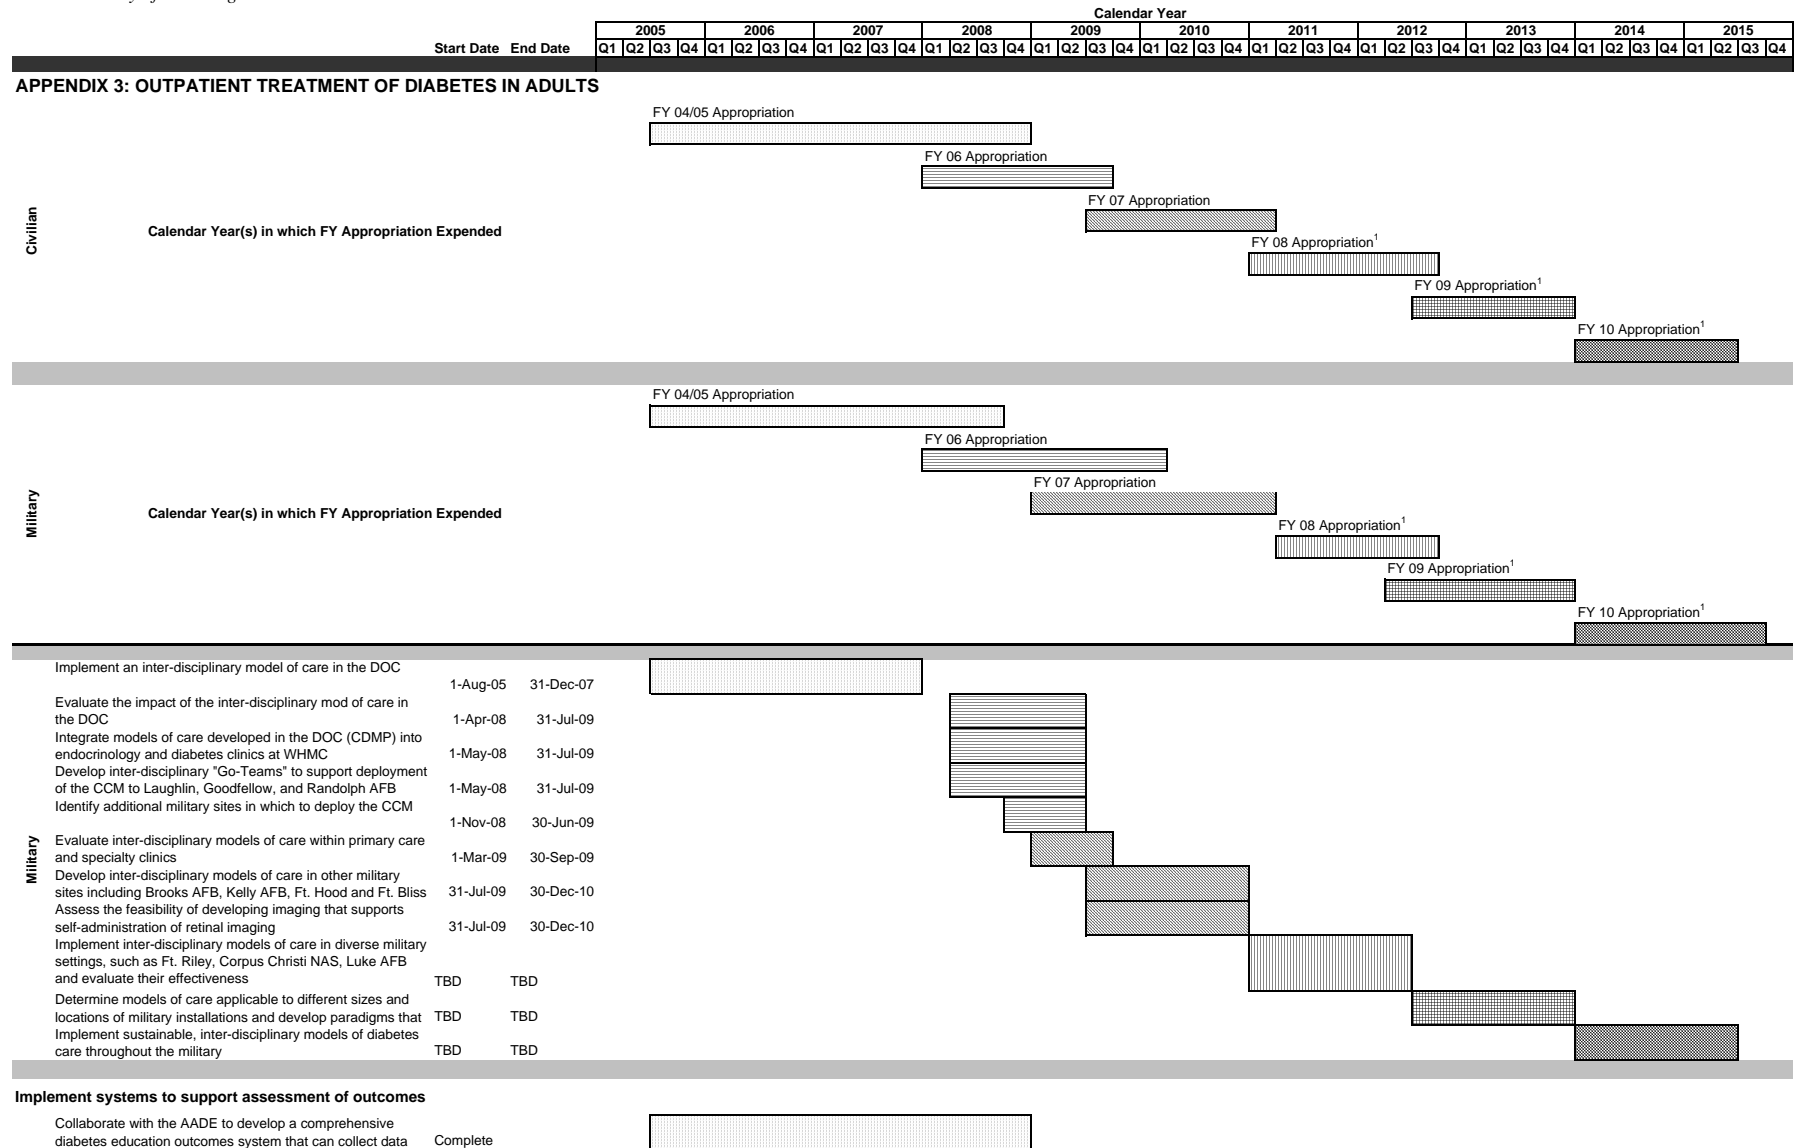 Calendar Year
2005 2006 2007 2008 2009 2010 2011 2012 2013 2014 2015
Start Date End Date Q1 Q2 Q3 Q4 Q1 Q2 Q3 Q4 Q1 Q2 Q3 Q4 Q1 Q2 Q3 Q4 Q1 Q2 Q3 Q4 Q1 Q2 Q3 Q4 Q1 Q2 Q3 Q4 Q1 Q2 Q3 Q4 Q1 Q2 Q3 Q4 Q1 Q2 Q3 Q4 Q1 Q2 Q3 Q4
APPENDIX 3: OUTPATIENT TREATMENT OF DIABETES IN ADULTS
FY 04/05 Appropriation
FY 06 Appropriation
FY 07 Appropriation
Civilian
Calendar Year(s) in which FY Appropriation Expended
FY 08 Appropriation¹
FY 09 Appropriation¹
FY 10 Appropriation¹
FY 04/05 Appropriation
FY 06 Appropriation
FY 07 Appropriation
Military
Calendar Year(s) in which FY Appropriation Expended
FY 08 Appropriation¹
FY 09 Appropriation¹
FY 10 Appropriation¹
Implement an inter-disciplinary model of care in the DOC
1-Aug-05 31-Dec-07
Evaluate the impact of the inter-disciplinary mod of care in
the DOC 1-Apr-08 31-Jul-09
Integrate models of care developed in the DOC (CDMP) into
endocrinology and diabetes clinics at WHMC 1-May-08 31-Jul-09
Develop inter-disciplinary "Go-Teams" to support deployment
of the CCM to Laughlin, Goodfellow, and Randolph AFB 1-May-08 31-Jul-09
Identify additional military sites in which to deploy the CCM
1-Nov-08 30-Jun-09
Military
Evaluate inter-disciplinary models of care within primary care
and specialty clinics 1-Mar-09 30-Sep-09
Develop inter-disciplinary models of care in other military
sites including Brooks AFB, Kelly AFB, Ft. Hood and Ft. Bliss 31-Jul-09 30-Dec-10
Assess the feasibility of developing imaging that supports
self-administration of retinal imaging 31-Jul-09 30-Dec-10
Implement inter-disciplinary models of care in diverse military
settings, such as Ft. Riley, Corpus Christi NAS, Luke AFB
and evaluate their effectiveness TBD TBD
Determine models of care applicable to different sizes and
locations of military installations and develop paradigms that TBD TBD
Implement sustainable, inter-disciplinary models of diabetes
care throughout the military TBD TBD
Implement systems to support assessment of outcomes
Collaborate with the AADE to develop a comprehensive
diabetes education outcomes system that can collect data Complete